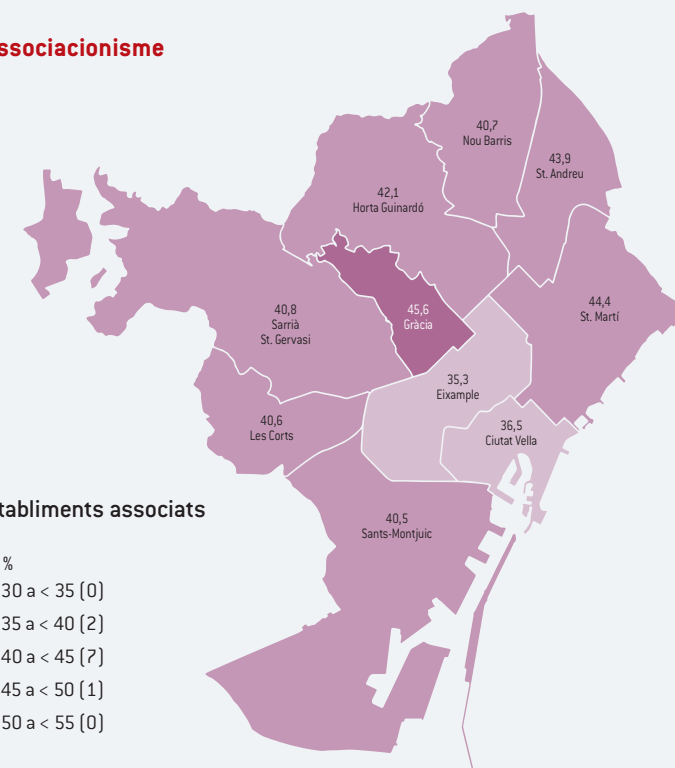 ssociacionisme
40,7
Nou Barris
43,9
St. Andreu
42,1
Horta Guinardó
44,4
St. Martí
40,8
Sarrià
St. Gervasi
45,6
Gràcia
35,3
Eixample
40,6
Les Corts
36,5
Ciutat Vella
40,5
Sants-Montjuic
tabliments associats
%
30 a < 35 (0)
35 a < 40 (2)
40 a < 45 (7)
45 a < 50 (1)
50 a < 55 (0)